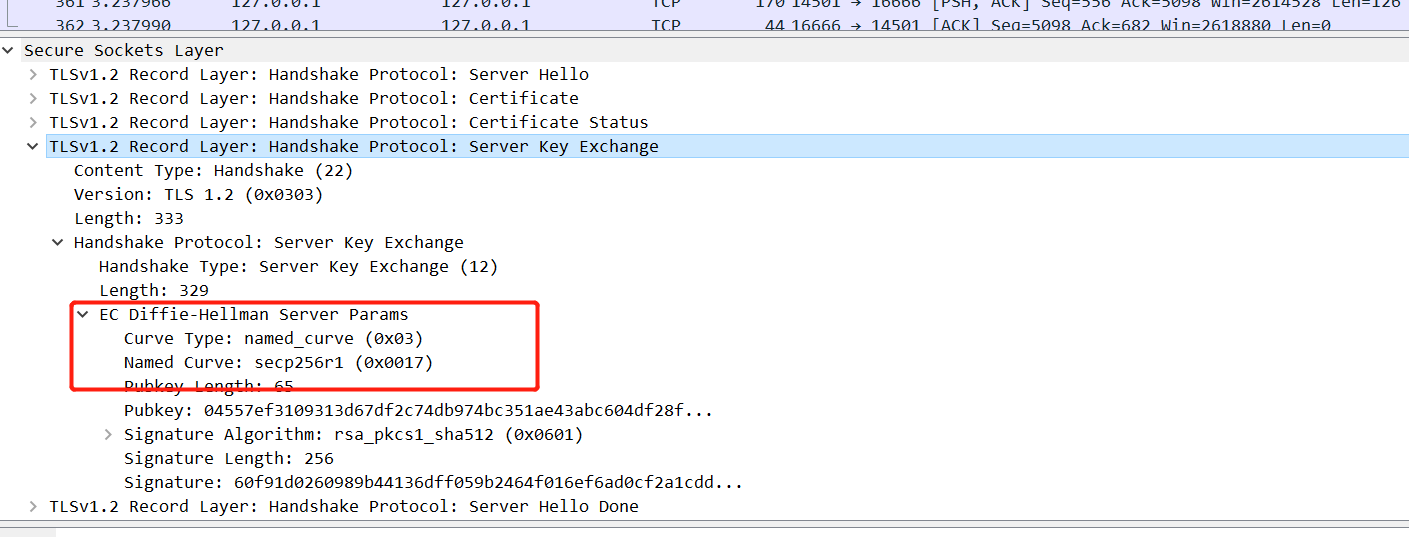 361 3.237966 127.0.0.1 127.0.0.1 TCP 170 14501 → 16666 [PSH, ACK] Seq=556 Ack=5098 Win=2614528 Len=126
362 3.237990 127.0.0.1 127.0.0.1 TCP 44 16666 → 14501 [ACK] Seq=5098 Ack=682 Win=2618880 Len=0
Secure Sockets Layer
TLSv1.2 Record Layer: Handshake Protocol: Server Hello
TLSv1.2 Record Layer: Handshake Protocol: Certificate
TLSv1.2 Record Layer: Handshake Protocol: Certificate Status
TLSv1.2 Record Layer: Handshake Protocol: Server Key Exchange
Content Type: Handshake (22)
Version: TLS 1.2 (0x0303)
Length: 333
Handshake Protocol: Server Key Exchange
Handshake Type: Server Key Exchange (12)
Length: 329
EC Diffie-Hellman Server Params
Curve Type: named_curve (0x03)
Named Curve: secp256r1 (0x0017)
Pubkey Length: 65
Pubkey: 04557ef3109313d67df2c74db974bc351ae43abc604df28f...
Signature Algorithm: rsa_pkcs1_sha512 (0x0601)
Signature Length: 256
Signature: 60f91d0260989b44136dff059b2464f016ef6ad0cf2a1cdd...
TLSv1.2 Record Layer: Handshake Protocol: Server Hello Done